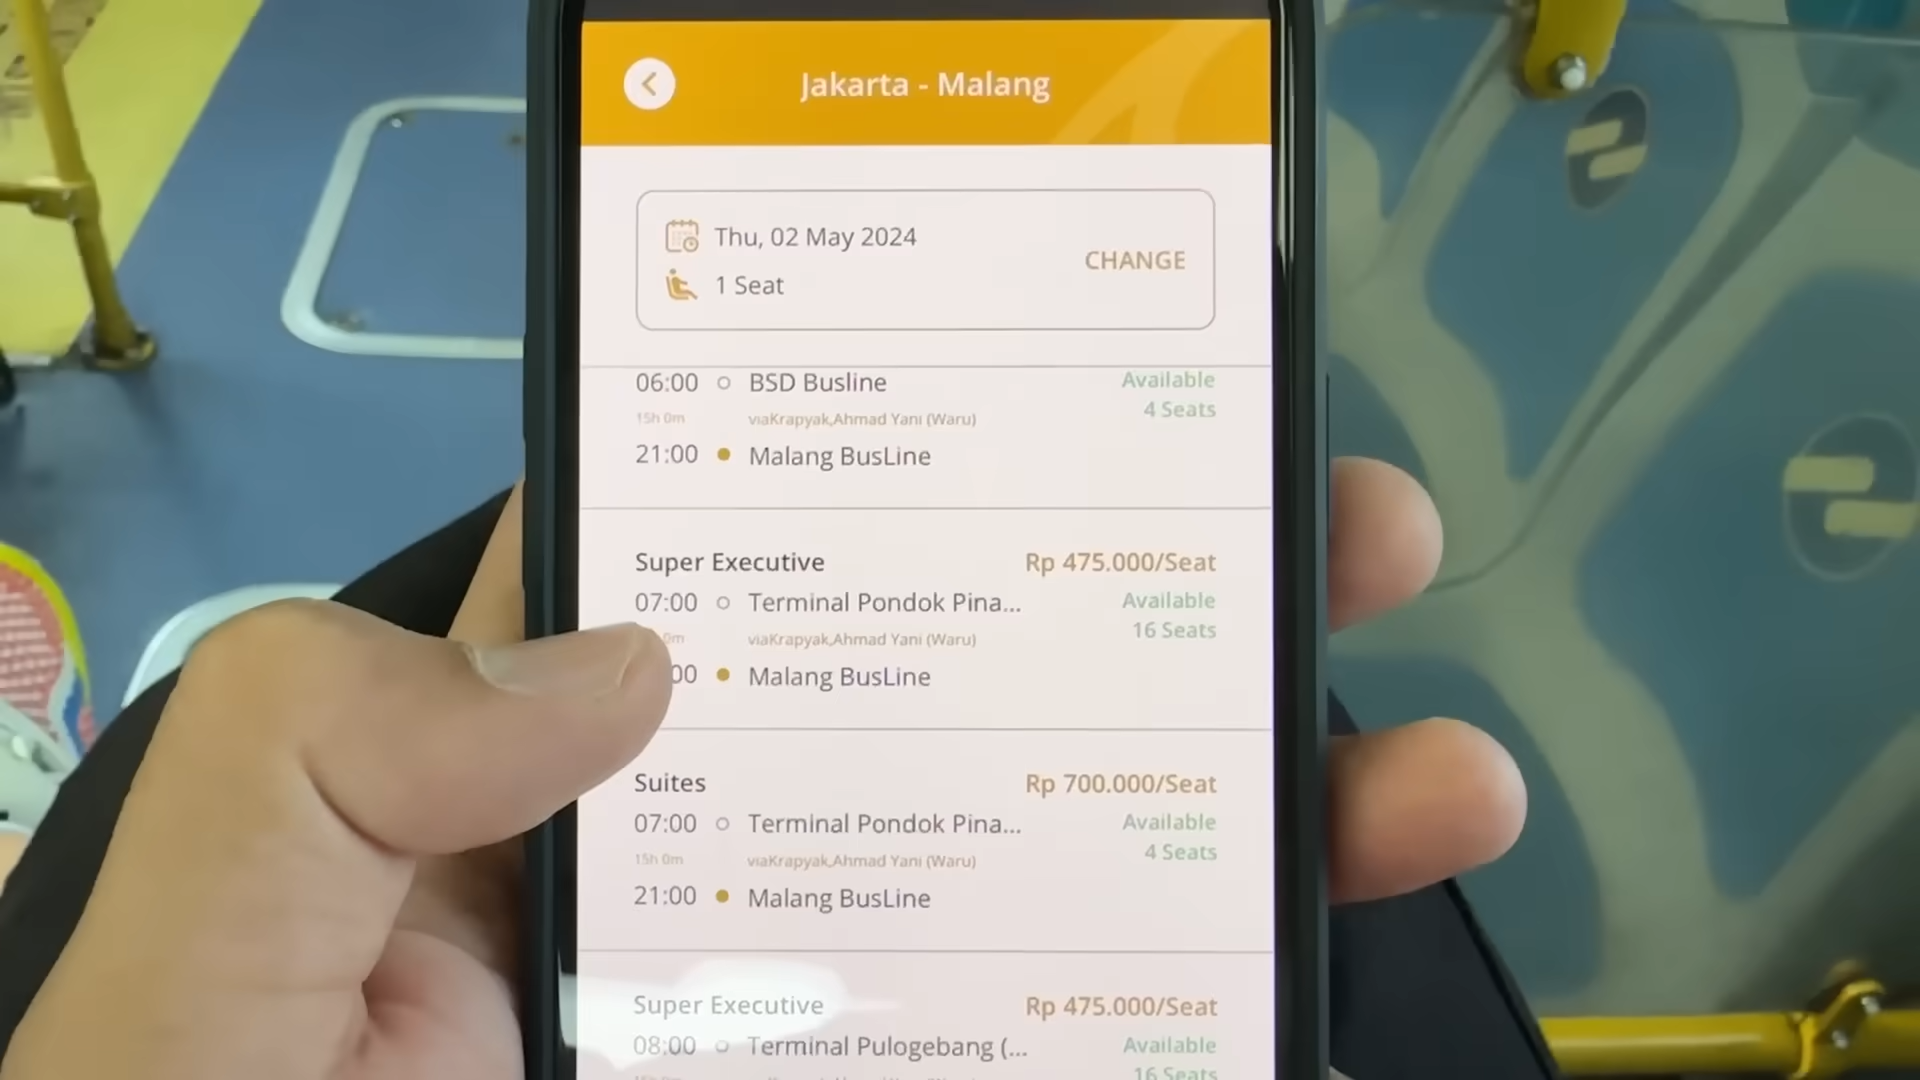 Jakarta - Malang
Thu, 02 May 2024
1 Seat
CHANGE
06:00 BSD Busline Available
15h 0m viaKrapyak,Ahmad Yani (Waru) 4 Seats
21:00 Malang BusLine
Super Executive Rp 475.000/Seat
07:00 Terminal Pondok Pina... Available
0m viaKrapyak,Ahmad Yani (Waru) 16 Seats
00 Malang BusLine
Suites Rp 700.000/Seat
07:00 Terminal Pondok Pina... Available
15h 0m viaKrapyak,Ahmad Yani (Waru) 4 Seats
21:00 Malang BusLine
Super Executive Rp 475.000/Seat
08:00 Terminal Pulogebang (... Available
16 Seats